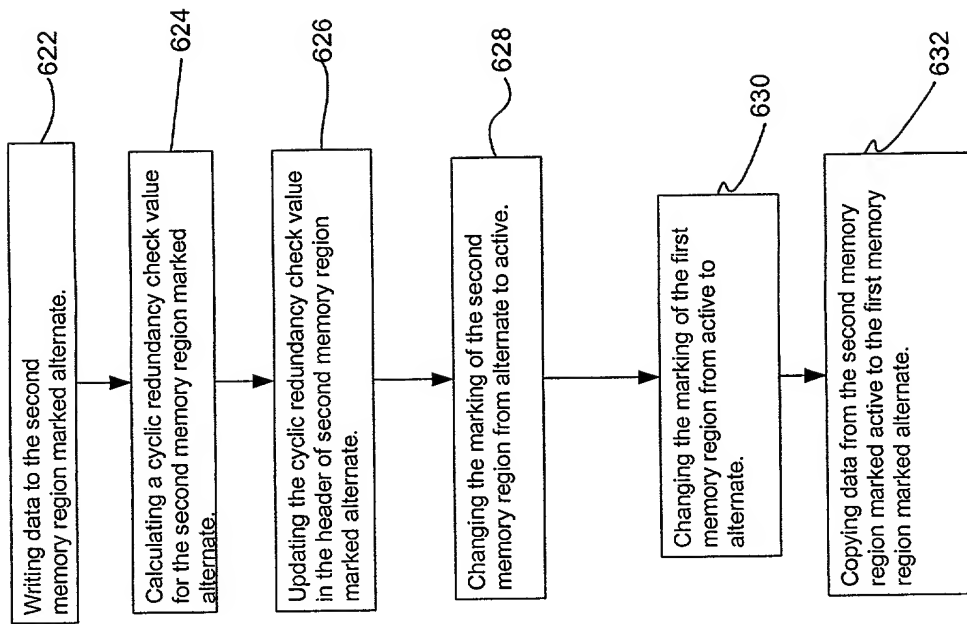 Writing data to the second
memory region marked alternate.
622
Calculating a cyclic redundancy check value
for the second memory region marked
alternate.
624
Updating the cyclic redundancy check value
in the header of second memory region
marked alternate.
626
Changing the marking of the second
memory region from alternate to active.
628
Changing the marking of the first
memory region from active to
alternate.
630
Copying data from the second memory
region marked active to the first memory
region marked alternate.
632